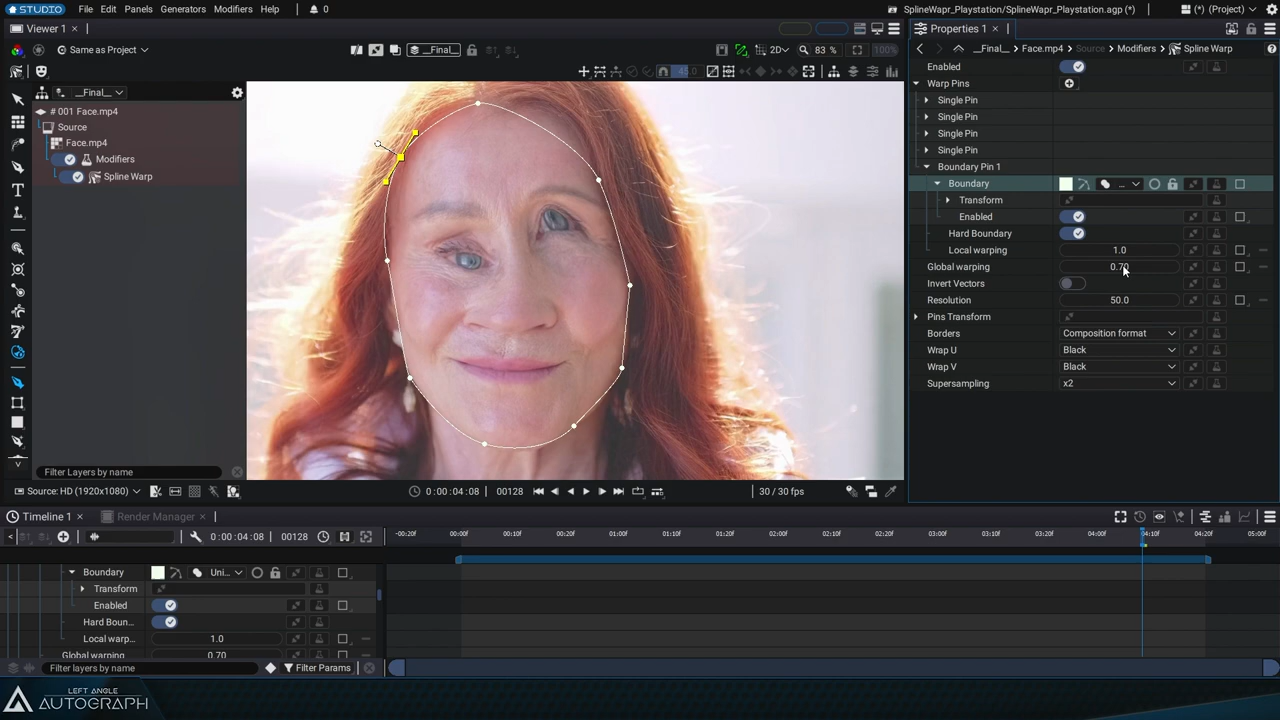 STUDIO File Edit Panels Generators Modifiers Help 0 SplineWapr_Playstation/SplineWapr_Playstation.agp (*) (*) (Project)
Viewer 1 Properties 1
Same as Project __Final__ 2D 83 % 100%
__Final__ Face.mp4 Source Modifiers Spline Warp
45.0
Enabled
Warp Pins
__Final__
Single Pin
# 001 Face.mp4
Single Pin
Source
Single Pin
Face.mp4
Single Pin
Modifiers
Boundary Pin 1
Spline Warp
Boundary ...
Transform
Enabled
Hard Boundary
Local warping 1.0
Global warping 0.70
Invert Vectors
Resolution 50.0
Pins Transform
Borders Composition format
Wrap U Black
Wrap V Black
Supersampling x2
Filter Layers by name
Source: HD (1920x1080) 0:00:04:08 00128 30 / 30 fps
Timeline 1 Render Manager
0:00:04:08 00128 -00:20f 00:00f 00:10f 00:20f 01:00f 01:10f 01:20f 02:00f 02:10f 02:20f 03:00f 03:10f 03:20f 04:00f 04:10f 04:20f 05:00f
Boundary Uni...
Transform
Enabled
Hard Boun...
Local warp... 1.0
Global warping 0.70
Filter layers by name Filter Params
LEFT ANGLE
AUTOGRAPH